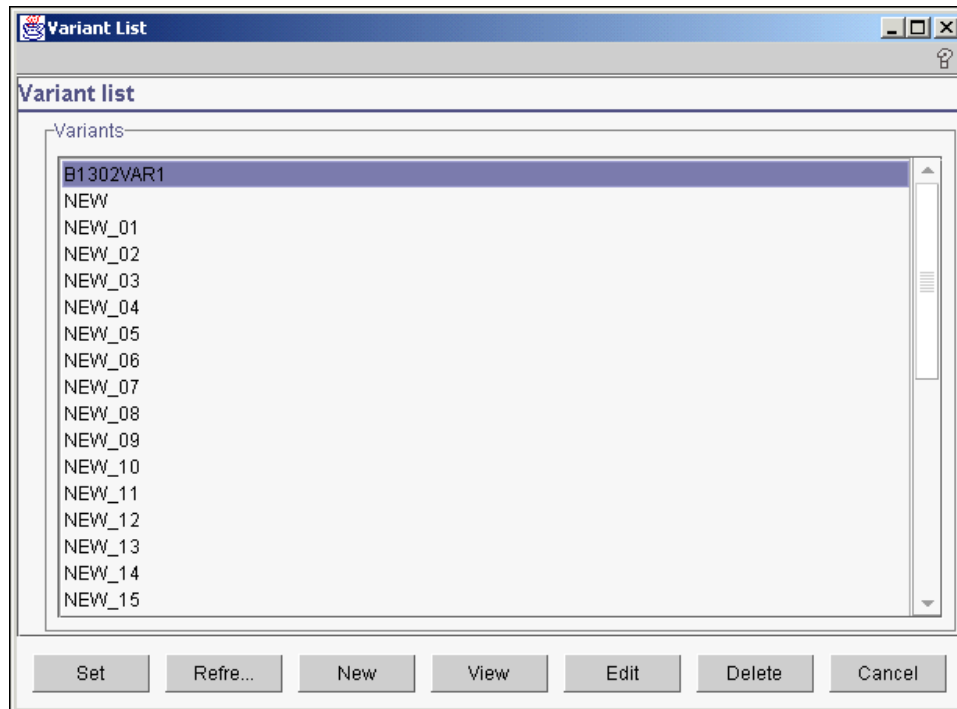 Variant List
Variant list
Variants
B1302VAR1
NEW
NEW_01
NEW_02
NEW_03
NEW_04
NEW_05
NEW_06
NEW_07
NEW_08
NEW_09
NEW_10
NEW_11
NEW_12
NEW_13
NEW_14
NEW_15
Set Refre... New View Edit Delete Cancel